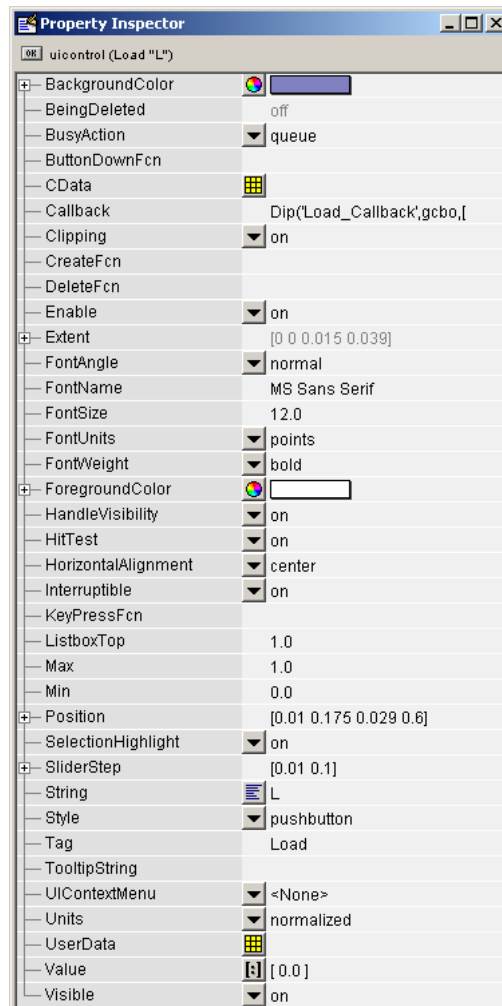 Property Inspector
OK uicontrol (Load "L")
BackgroundColor
BeingDeleted off
BusyAction queue
ButtonDownFcn
CData
Callback Dip('Load_Callback',gcbo,[
Clipping on
CreateFcn
DeleteFcn
Enable on
Extent [0 0 0.015 0.039]
FontAngle normal
FontName MS Sans Serif
FontSize 12.0
FontUnits points
FontWeight bold
ForegroundColor
HandleVisibility on
HitTest on
HorizontalAlignment center
Interruptible on
KeyPressFcn
ListboxTop 1.0
Max 1.0
Min 0.0
Position [0.01 0.175 0.029 0.6]
SelectionHighlight on
SliderStep [0.01 0.1]
String L
Style pushbutton
Tag Load
TooltipString
UIContextMenu <None>
Units normalized
UserData
Value [:] [ 0.0 ]
Visible on